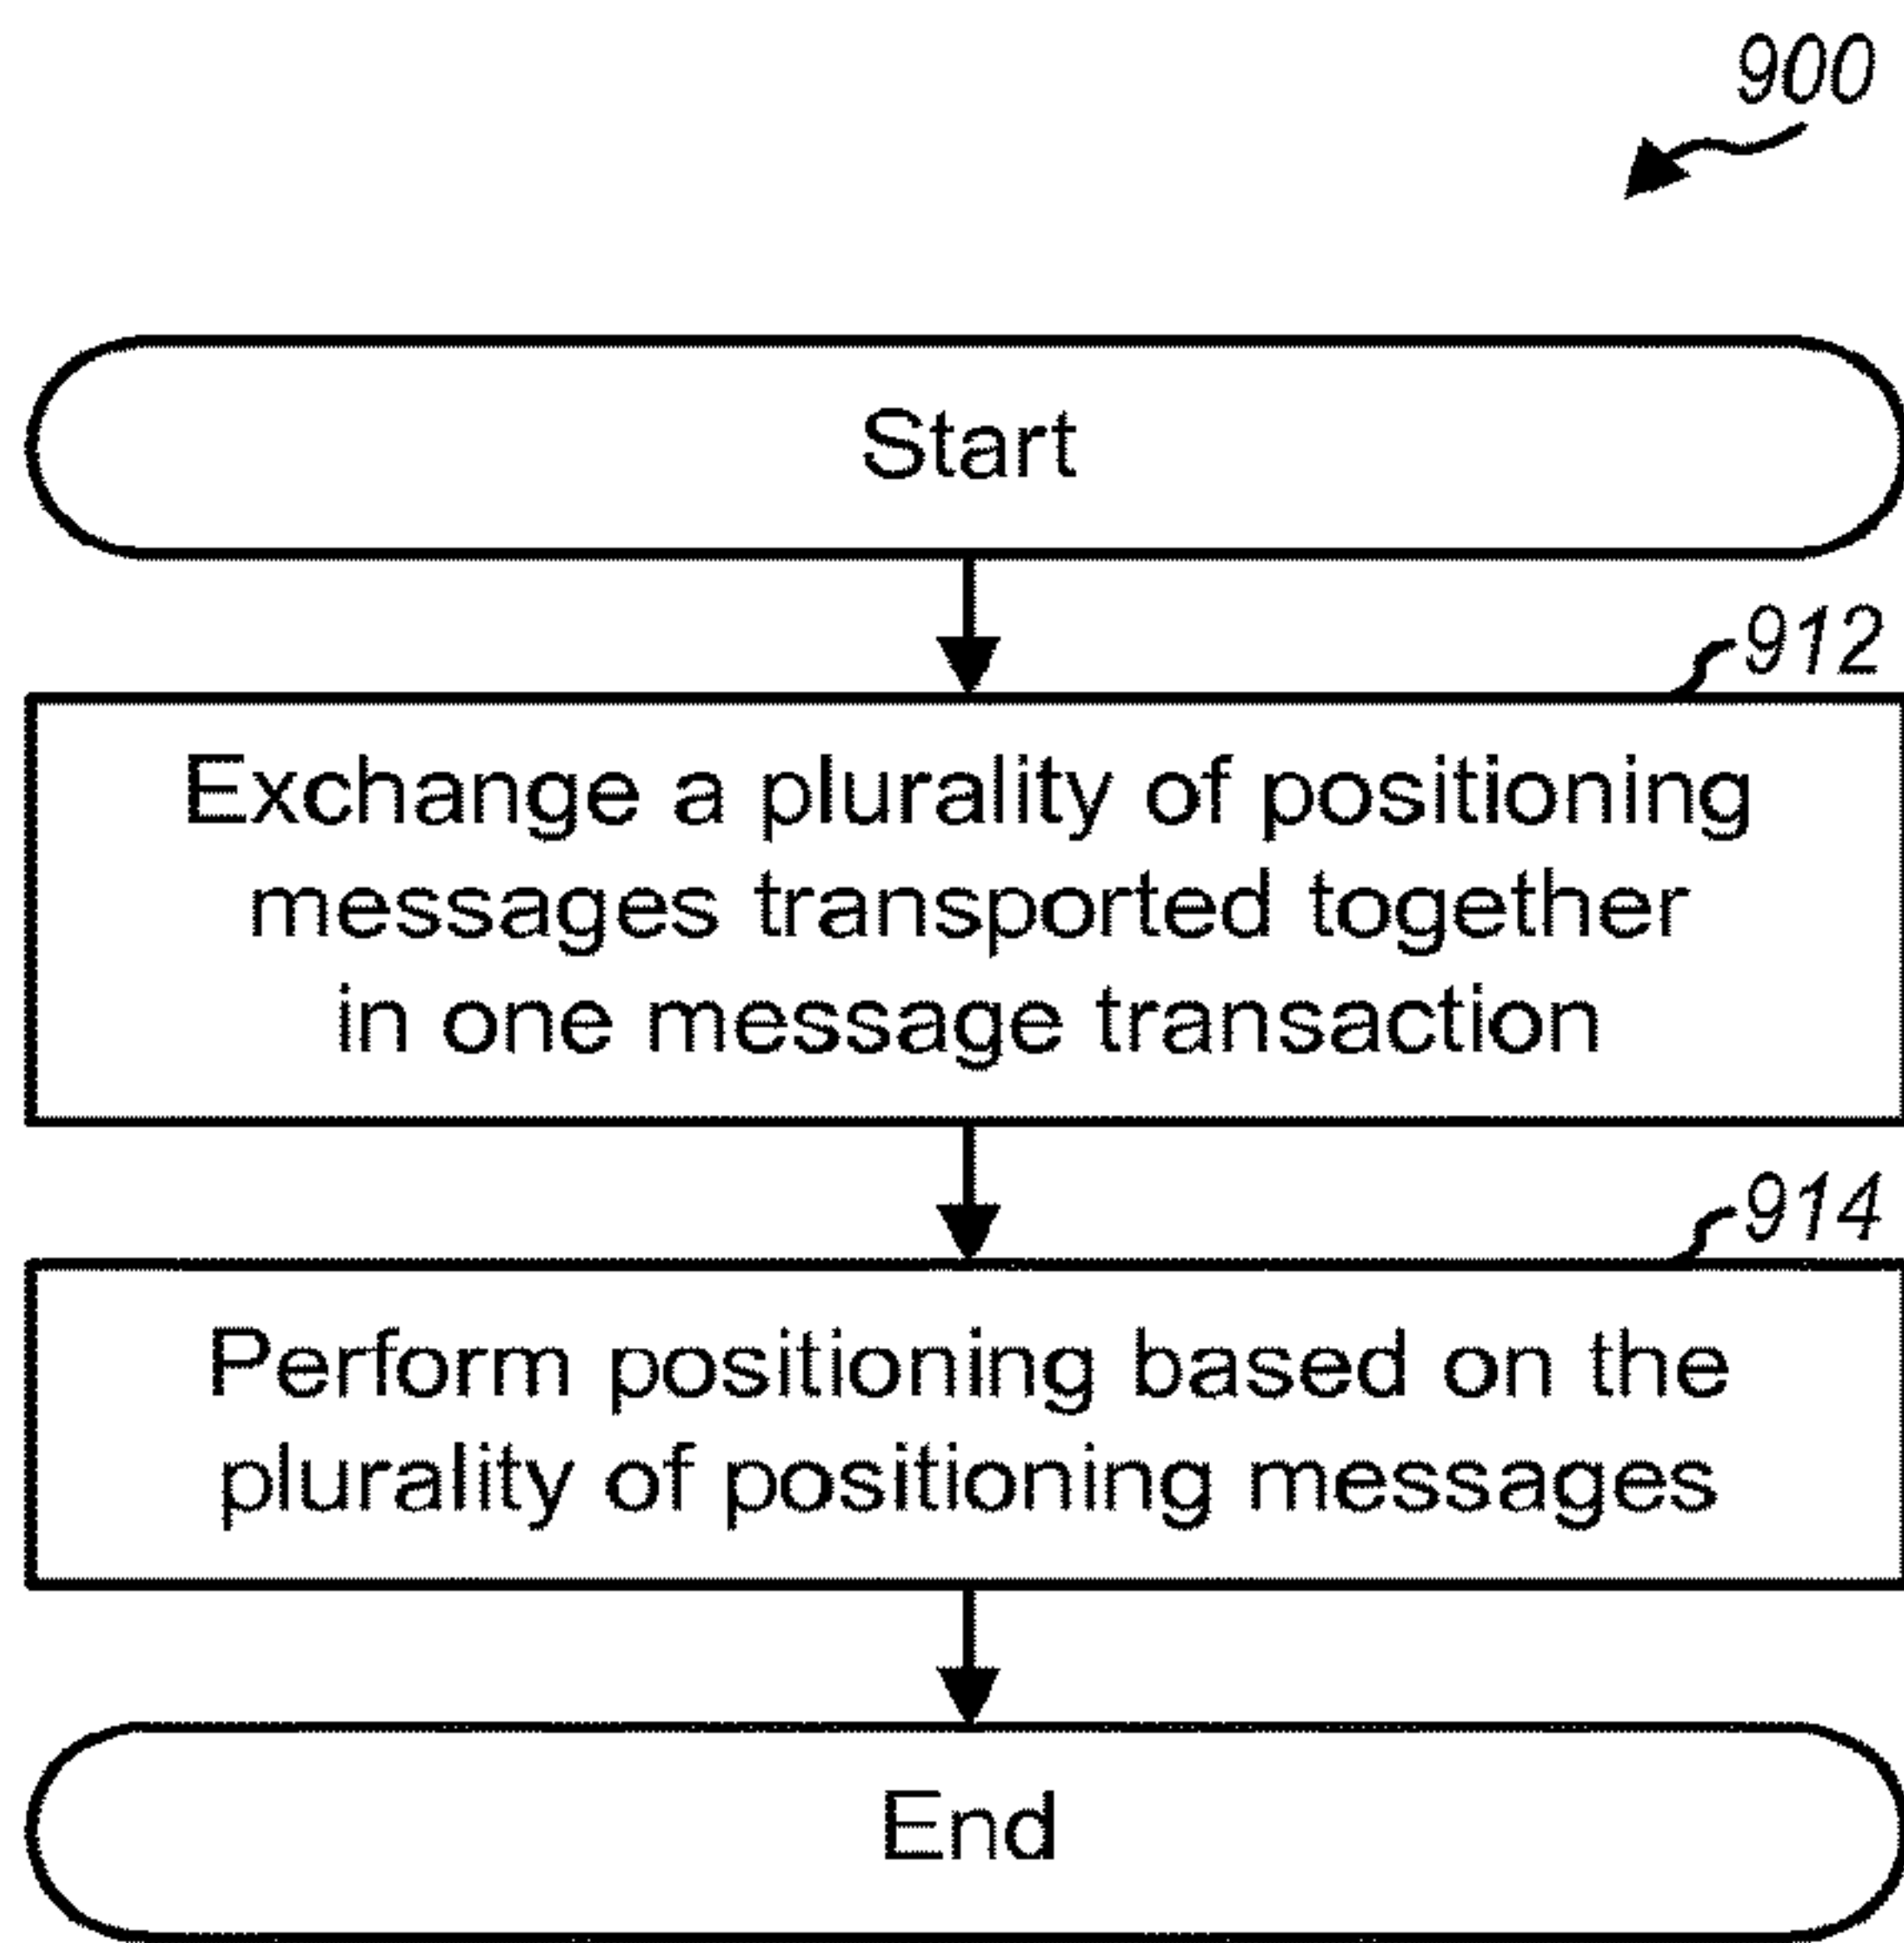 900
Start
912
Exchange a plurality of positioning
messages transported together
in one message transaction
914
Perform positioning based on the
plurality of positioning messages
End